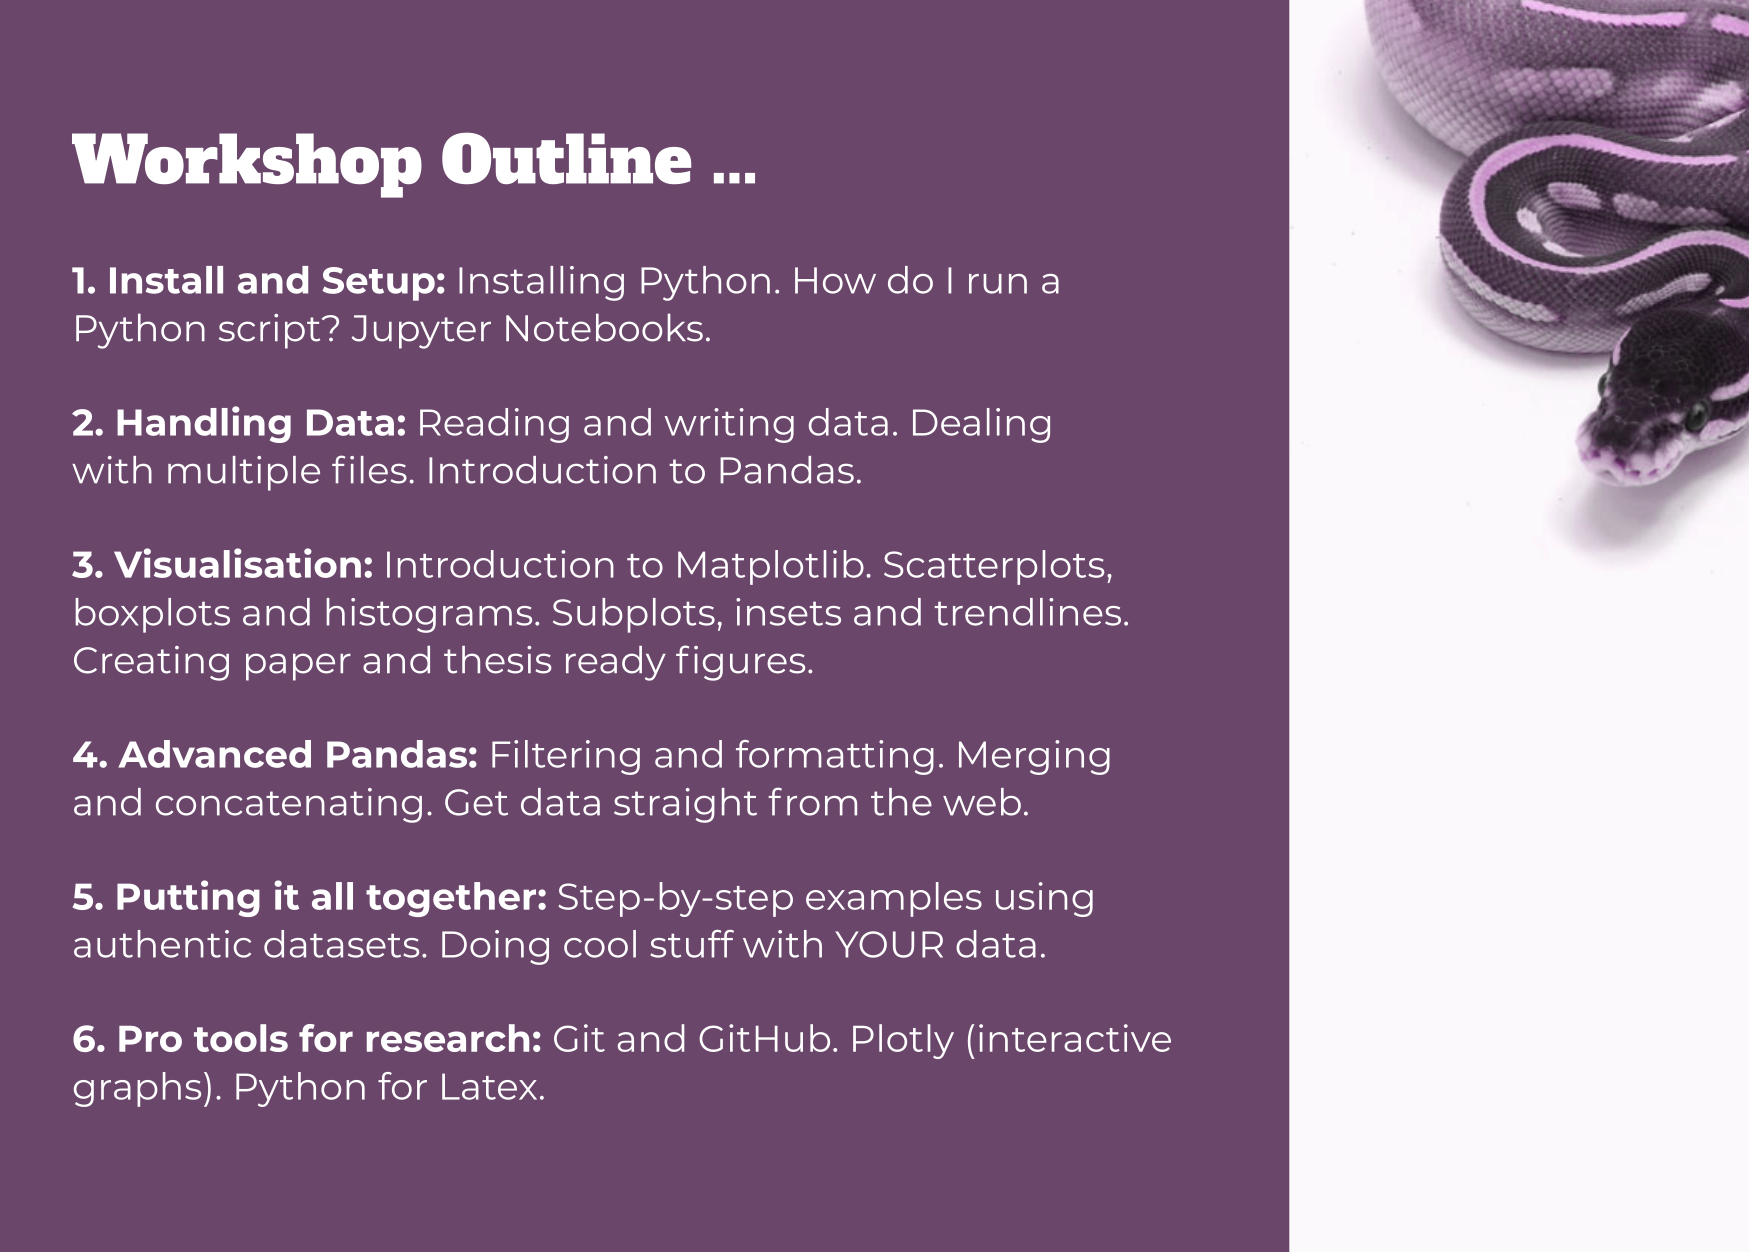 Workshop Outline ...
1. Install and Setup: Installing Python. How do I run a
Python script? Jupyter Notebooks.
2. Handling Data: Reading and writing data. Dealing
with multiple files. Introduction to Pandas.
3. Visualisation: Introduction to Matplotlib. Scatterplots,
boxplots and histograms. Subplots, insets and trendlines.
Creating paper and thesis ready figures.
4. Advanced Pandas: Filtering and formatting. Merging
and concatenating. Get data straight from the web.
5. Putting it all together: Step-by-step examples using
authentic datasets. Doing cool stuff with YOUR data.
6. Pro tools for research: Git and GitHub. Plotly (interactive
graphs). Python for Latex.